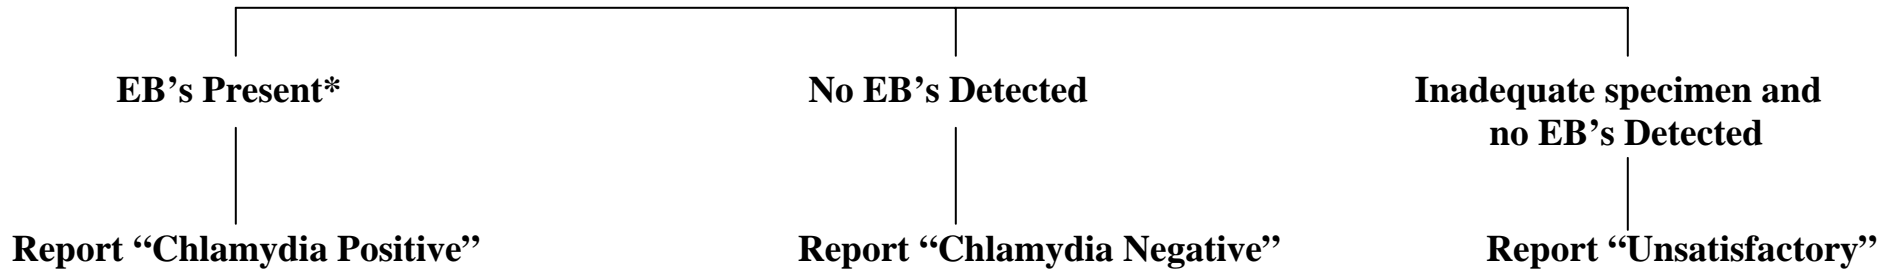 EB’s Present*
No EB’s Detected
Inadequate specimen and
no EB’s Detected
Report “Chlamydia Positive”
Report “Chlamydia Negative”
Report “Unsatisfactory”